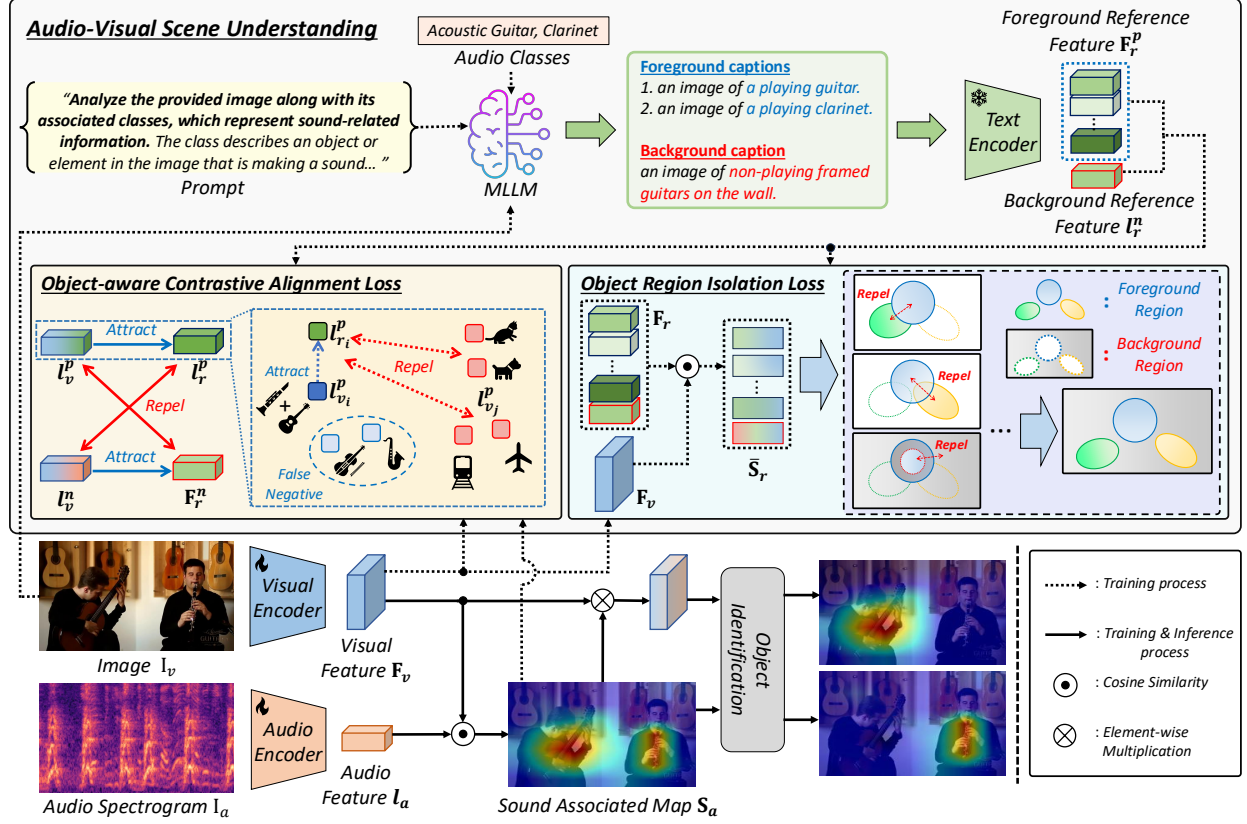 Audio-Visual Scene Understanding
Acoustic Guitar, Clarinet
Audio Classes
"Analyze the provided image along with its
associated classes, which represent sound-related
information. The class describes an object or
element in the image that is making a sound... "
Prompt
MLLM
Foreground captions
1. an image of a playing guitar.
2. an image of a playing clarinet.
Background caption
an image of non-playing framed
guitars on the wall.
Text
Encoder
Foreground Reference
Feature F_r^p
Background Reference
Feature l_r^n
Object-aware Contrastive Alignment Loss
Attract
l_v^p
l_r^p
Repel
Attract
l_v^n
F_r^n
l_{r_i}^p
Attract
Repel
l_{v_i}^p
l_{v_j}^p
False
Negative
Object Region Isolation Loss
F_r
F_v
S̄_r
Repel
Repel
Repel
...
: Foreground
Region
: Background
Region
Image I_v
Visual
Encoder
Visual
Feature F_v
Audio Spectrogram I_a
Audio
Encoder
Audio
Feature l_a
Sound Associated Map S_a
Object
Identification
: Training process
: Training & Inference
process
: Cosine Similarity
: Element-wise
Multiplication